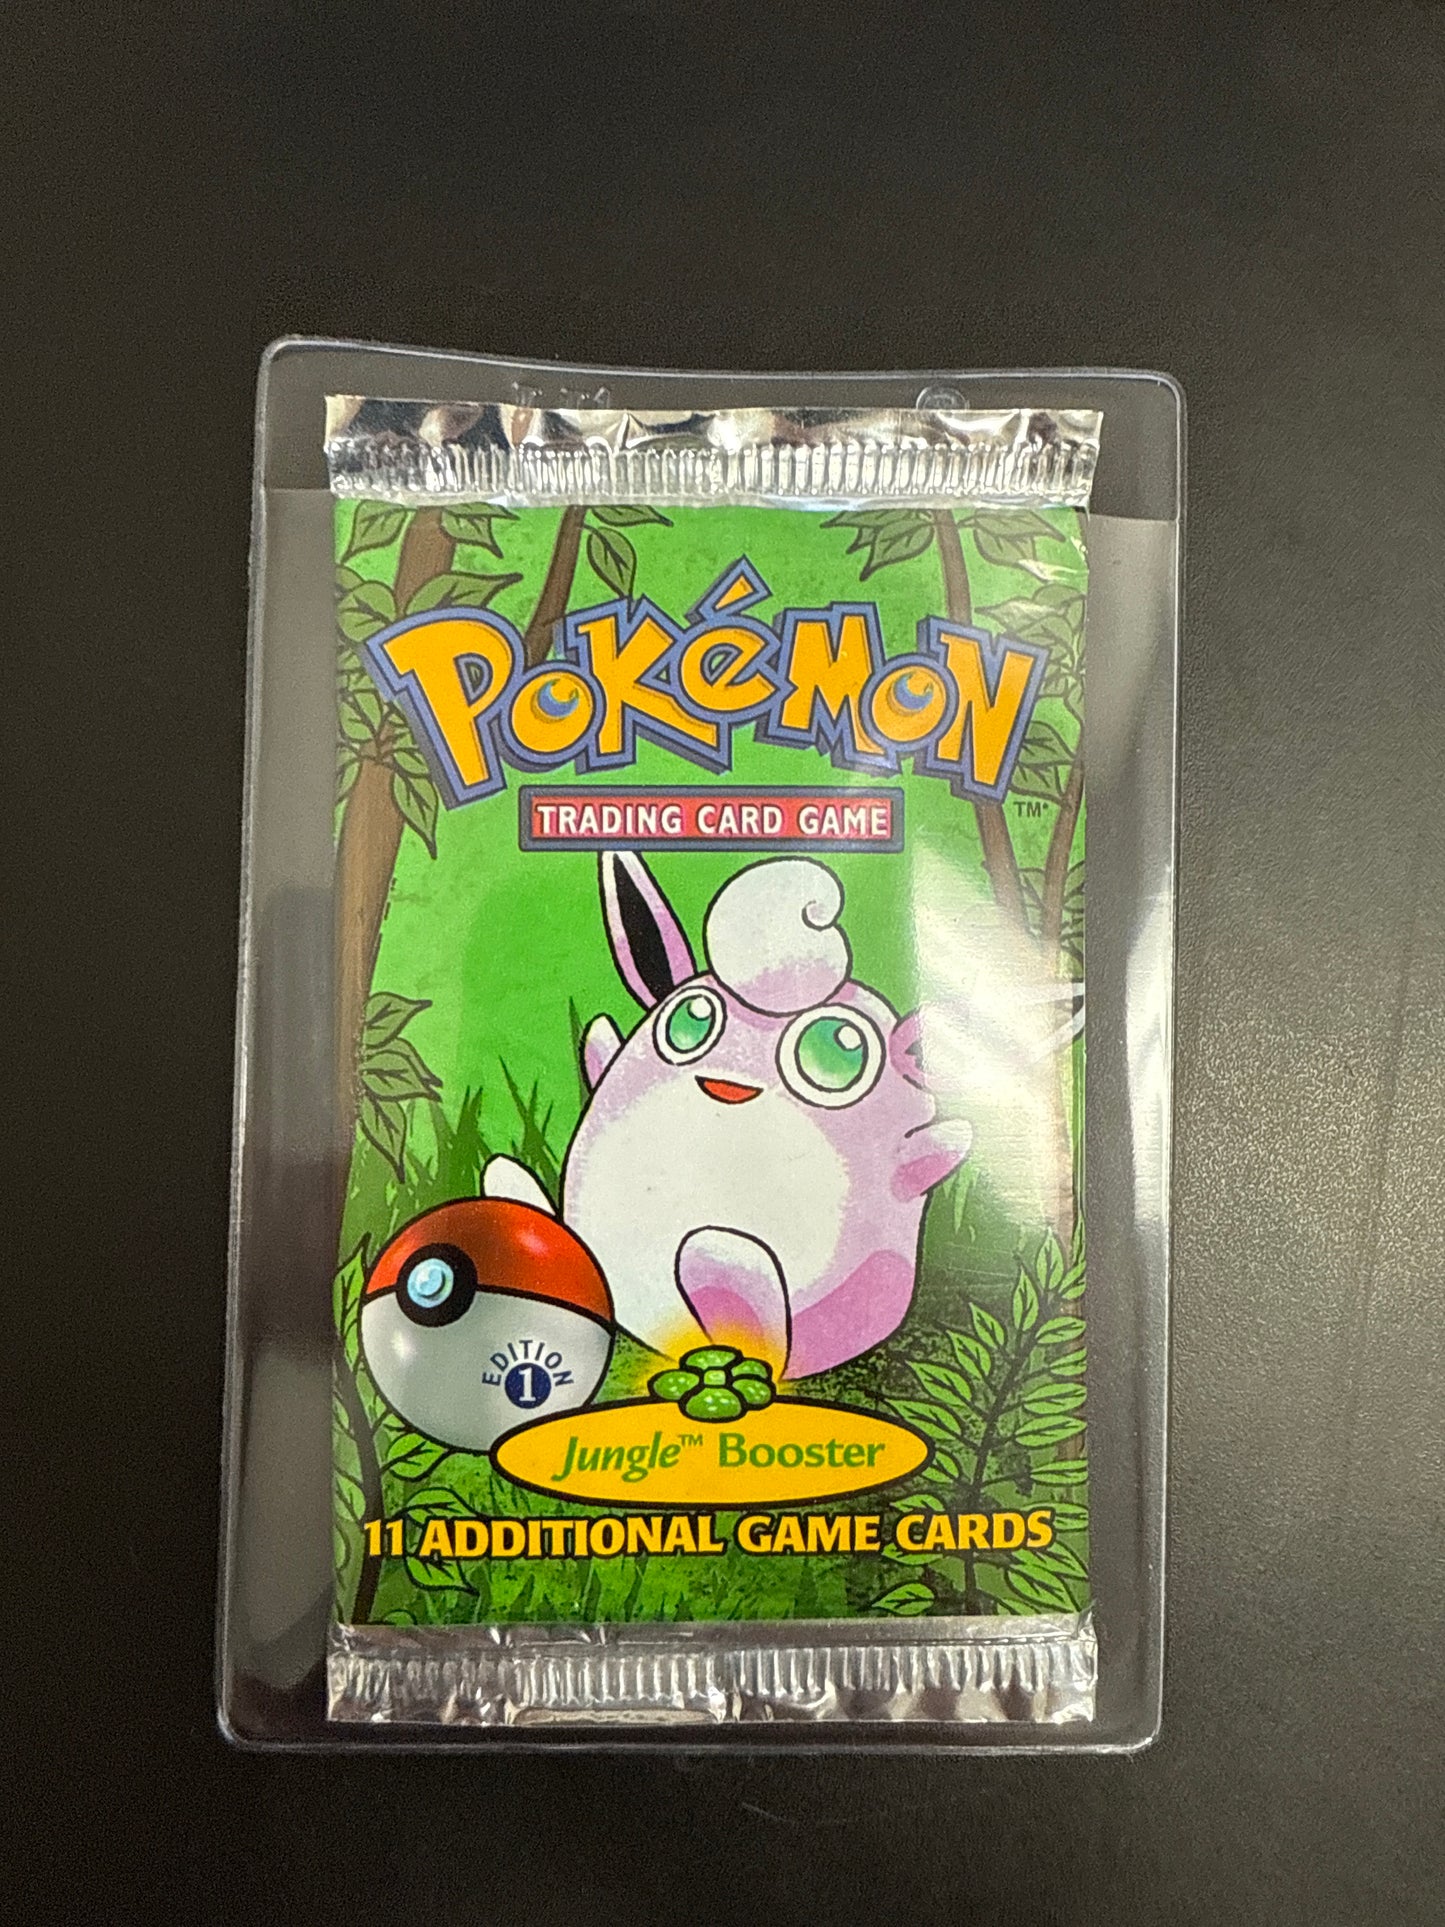 POKéMON
TM
TRADING CARD GAME
EDITION
1
Jungle™ Booster
11 ADDITIONAL GAME CARDS